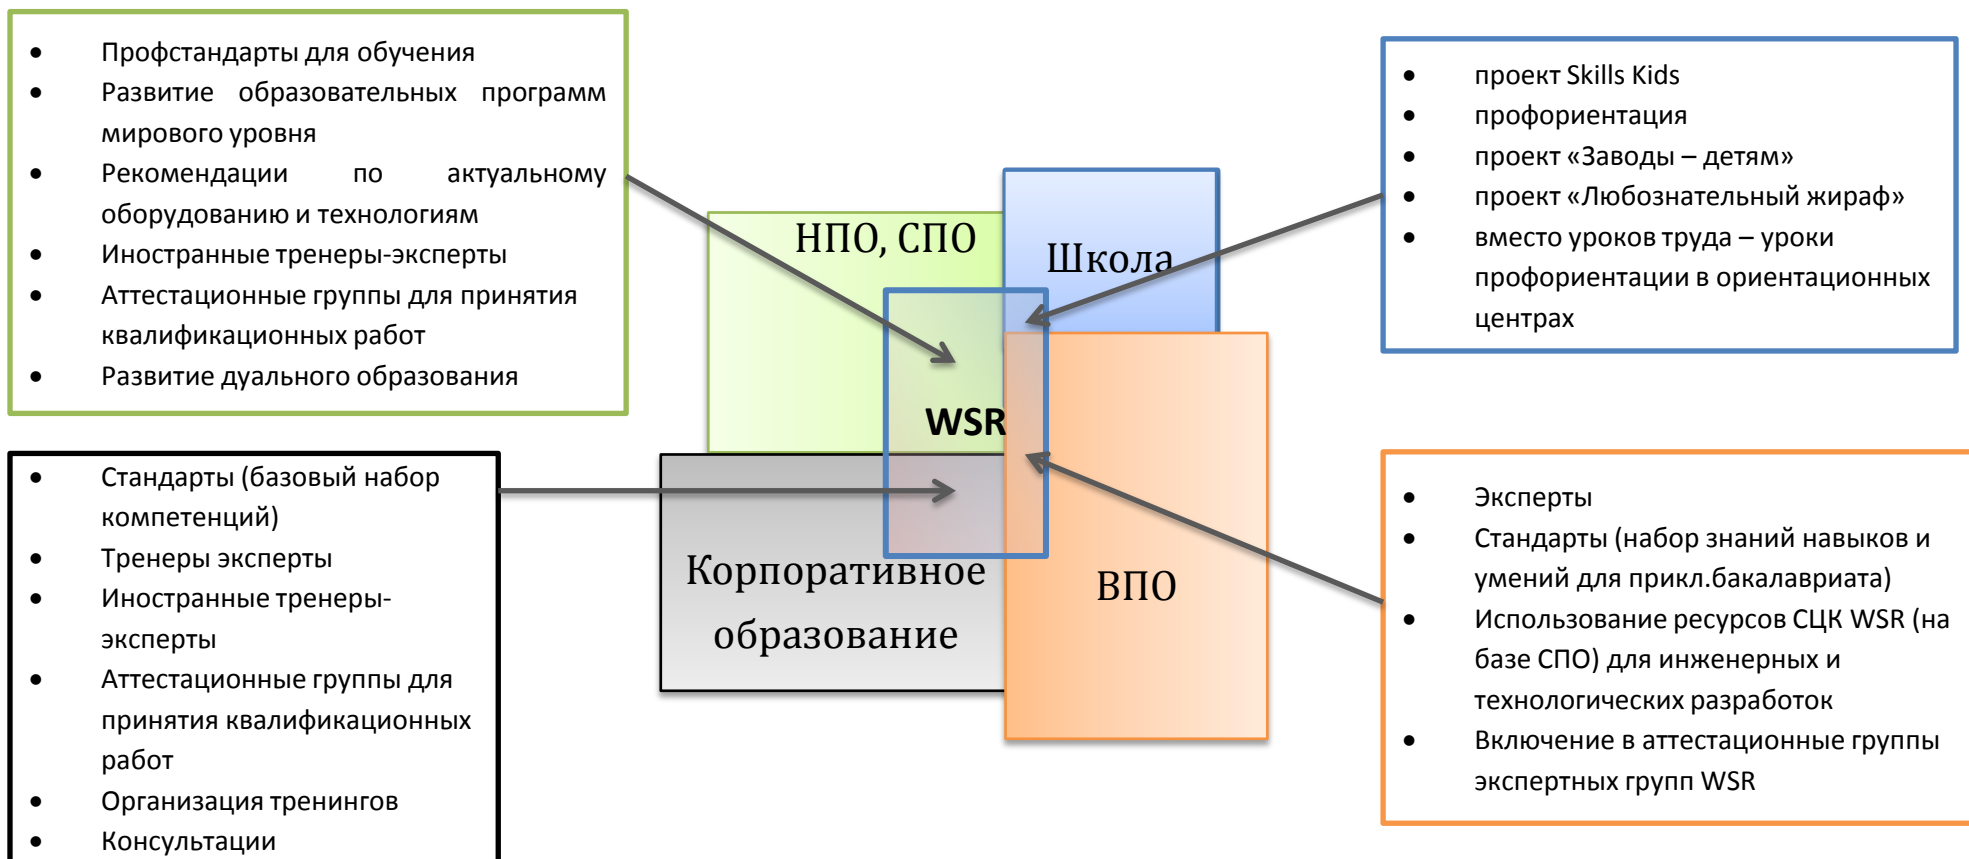 • Профстандарты для обучения
• Развитие образовательных программ
мирового уровня
• Рекомендации по актуальному
оборудованию и технологиям
• Иностранные тренеры-эксперты
• Аттестационные группы для принятия
квалификационных работ
• Развитие дуального образования
• проект Skills Kids
• профориентация
• проект «Заводы – детям»
• проект «Любознательный жираф»
• вместо уроков труда – уроки
профориентации в ориентационных
центрах
НПО, СПО
Школа
WSR
Корпоративное
образование
ВПО
• Стандарты (базовый набор
компетенций)
• Тренеры эксперты
• Иностранные тренеры-
эксперты
• Аттестационные группы для
принятия квалификационных
работ
• Организация тренингов
• Консультации
• Эксперты
• Стандарты (набор знаний навыков и
умений для прикл.бакалавриата)
• Использование ресурсов СЦК WSR (на
базе СПО) для инженерных и
технологических разработок
• Включение в аттестационные группы
экспертных групп WSR